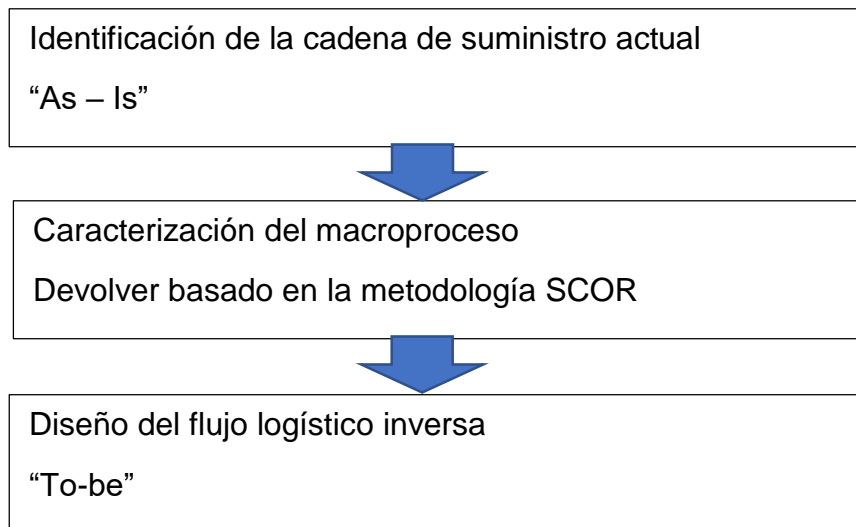 Identificación de la cadena de suministro actual
“As – Is”
Caracterización del macroproceso
Devolver basado en la metodología SCOR
Diseño del flujo logístico inversa
“To-be”